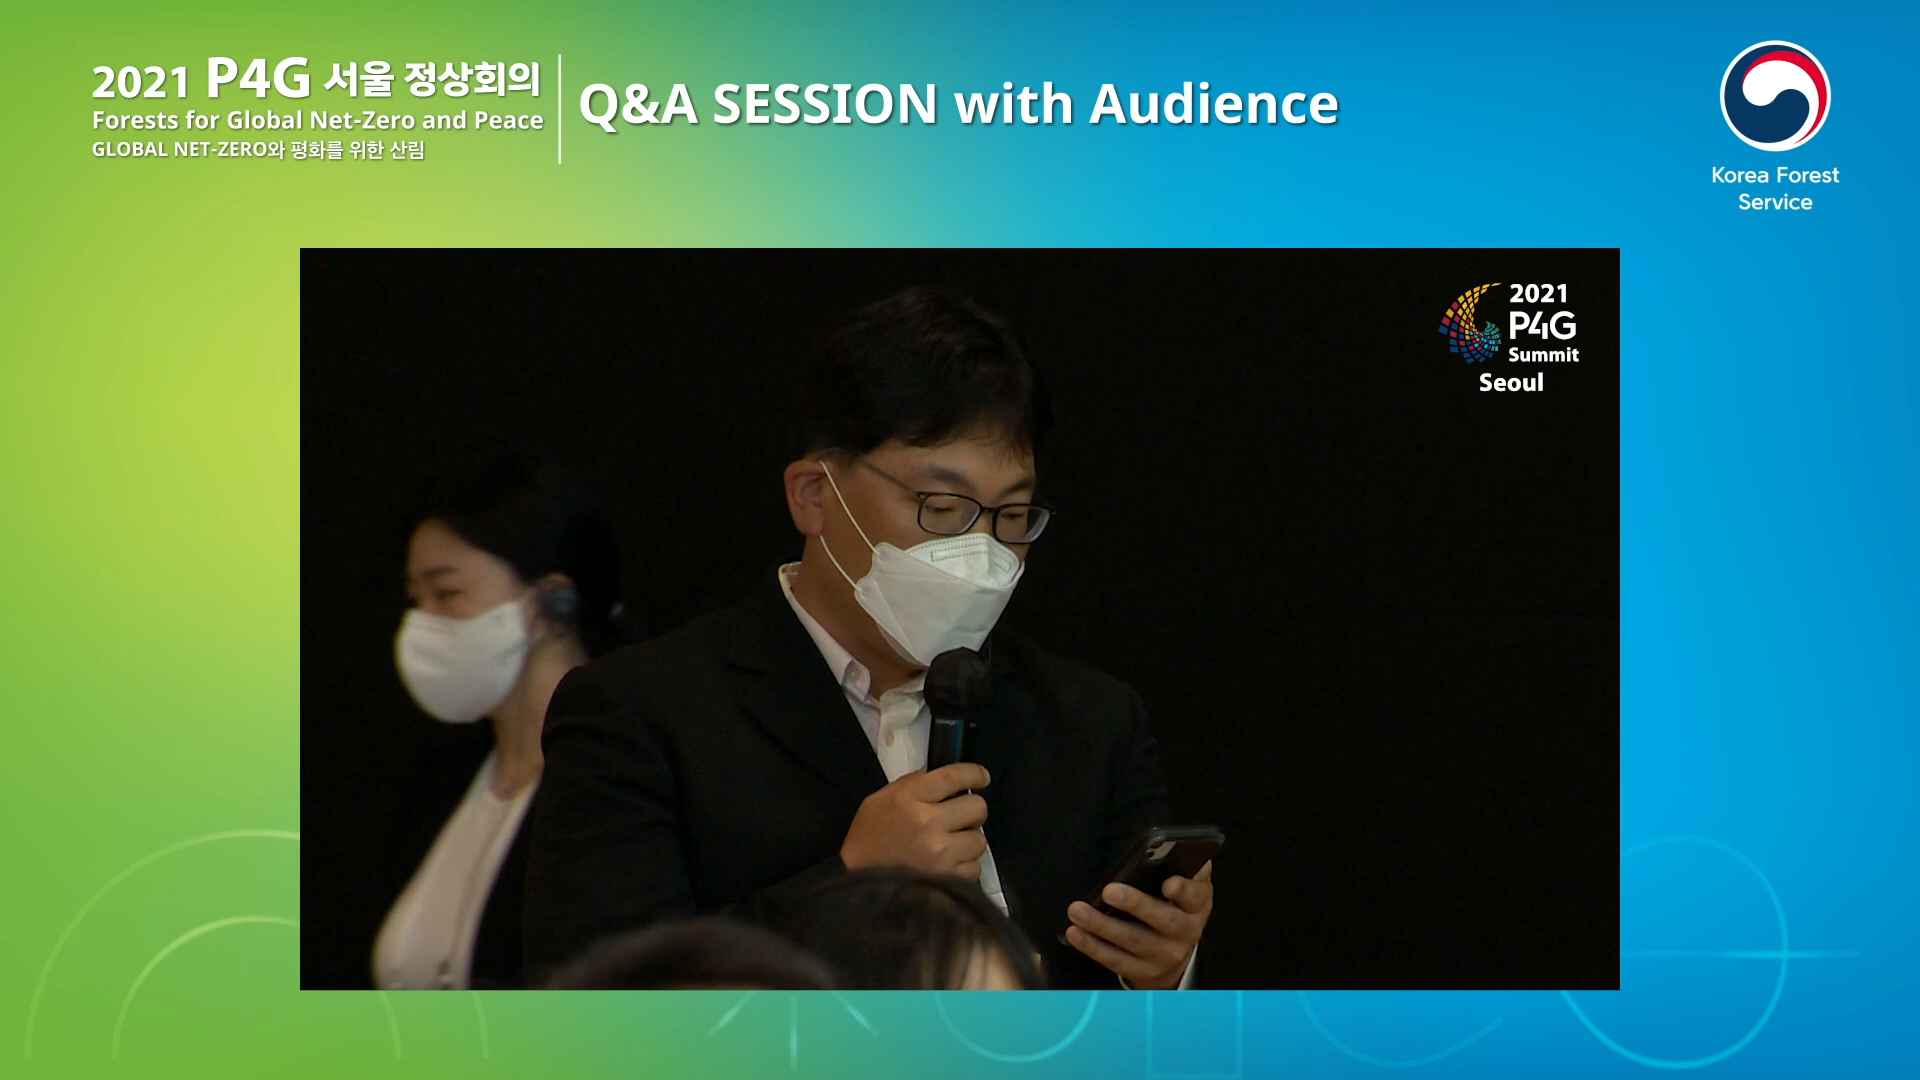 2021 P4G 서울 정상회의
Forests for Global Net-Zero and Peace
GLOBAL NET-ZERO와 평화를 위한 산림
Q&A SESSION with Audience
Korea Forest
Service
2021
P4G
Summit
Seoul